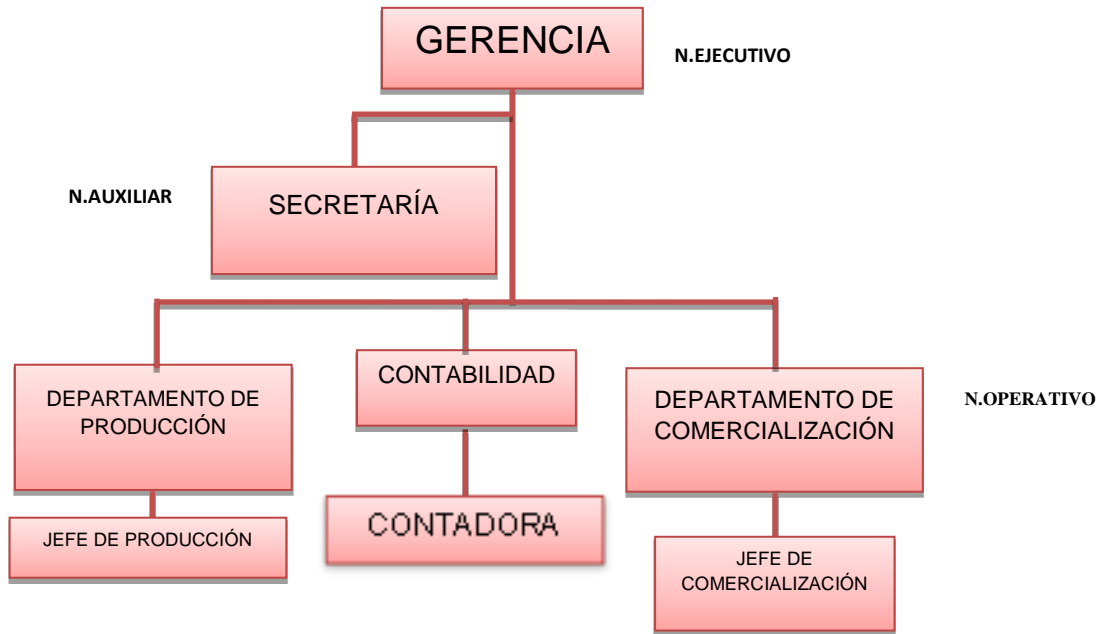 GERENCIA
N.EJECUTIVO
N.AUXILIAR
SECRETARÍA
DEPARTAMENTO DE
PRODUCCIÓN
CONTABILIDAD
DEPARTAMENTO DE
COMERCIALIZACIÓN
N.OPERATIVO
JEFE DE PRODUCCIÓN
CONTADORA
JEFE DE
COMERCIALIZACIÓN